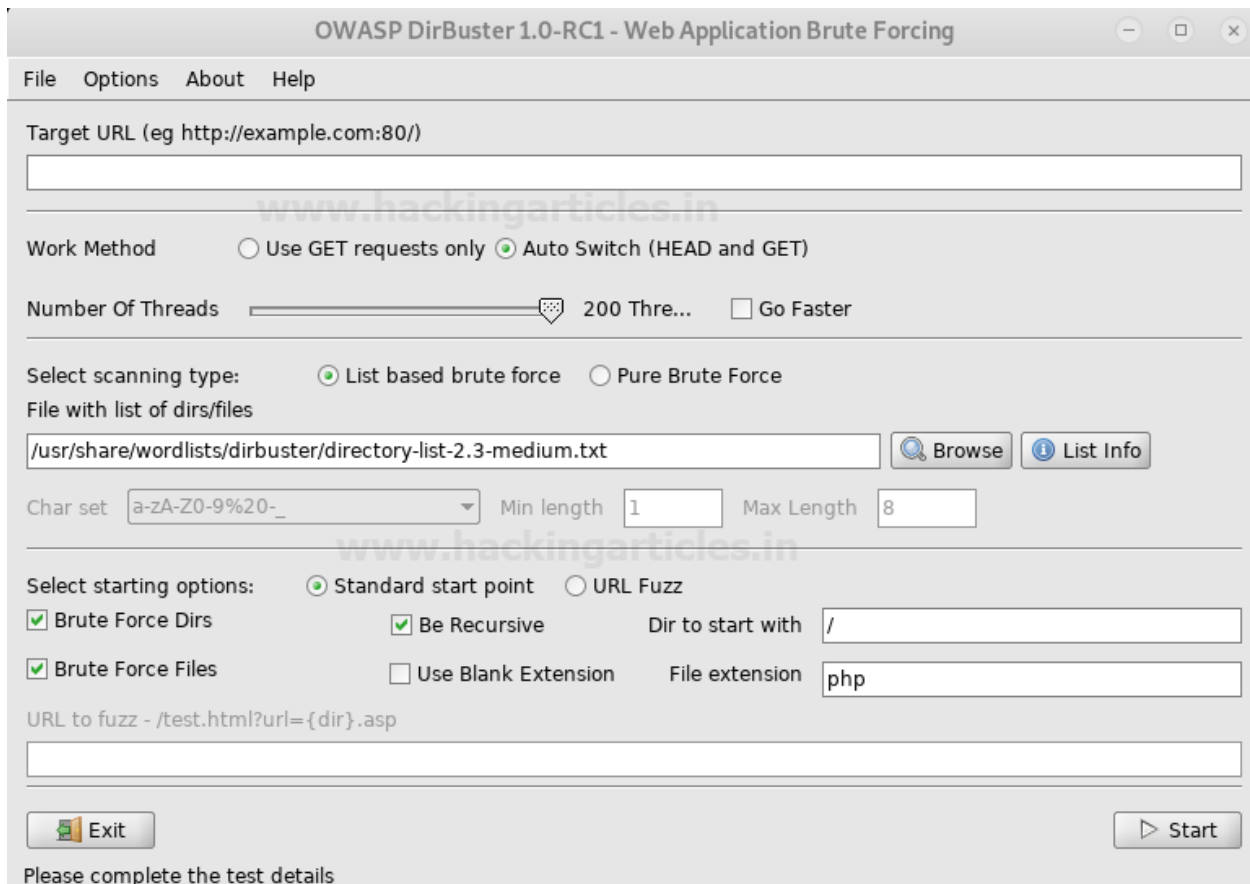 OWASP DirBuster 1.0-RC1 - Web Application Brute Forcing
File Options About Help
Target URL (eg http://example.com:80/)
www.hackingarticles.in
Work Method Use GET requests only Auto Switch (HEAD and GET)
Number Of Threads 200 Thre... Go Faster
Select scanning type: List based brute force Pure Brute Force
File with list of dirs/files
/usr/share/wordlists/dirbuster/directory-list-2.3-medium.txt Browse List Info
Char set a-zA-Z0-9%20-_ Min length 1 Max Length 8
www.hackingarticles.in
Select starting options: Standard start point URL Fuzz
Brute Force Dirs Be Recursive Dir to start with /
Brute Force Files Use Blank Extension File extension php
URL to fuzz - /test.html?url={dir}.asp
Exit Start
Please complete the test details